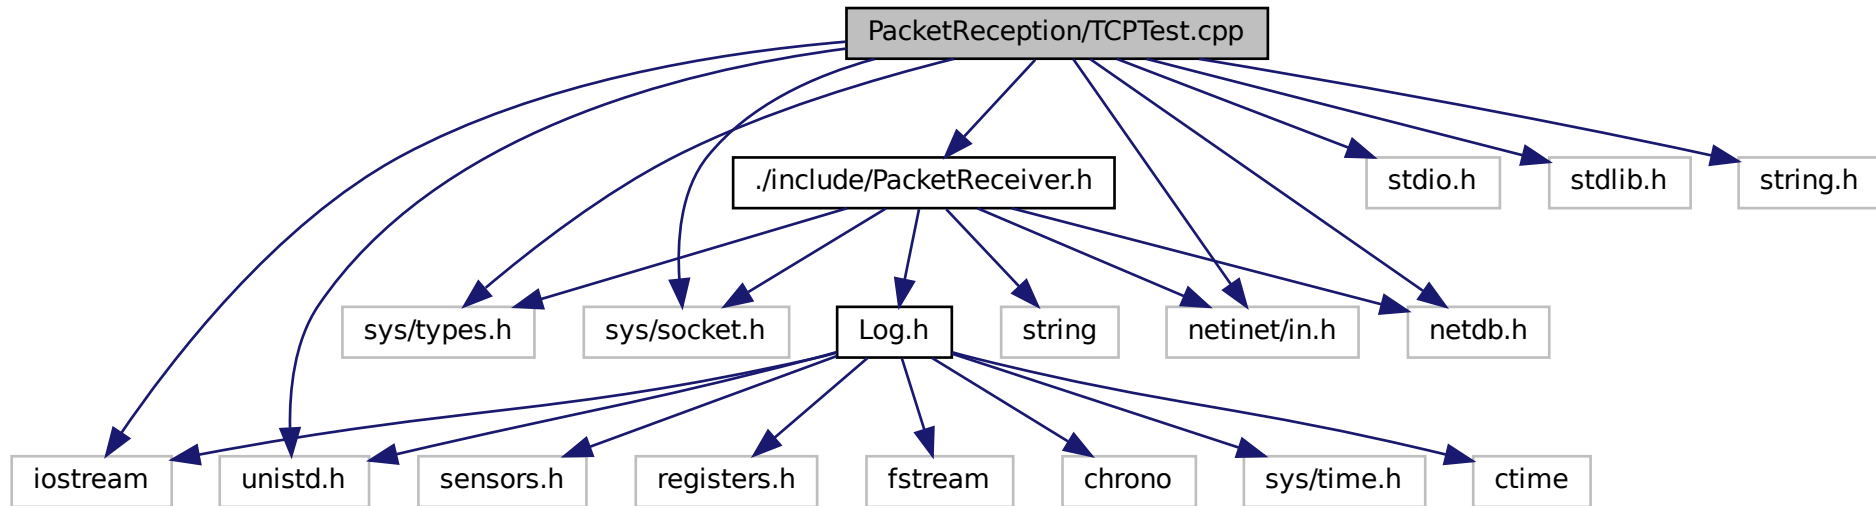 PacketReception/TCPTest.cpp
./include/PacketReceiver.h
stdio.h
stdlib.h
string.h
sys/types.h
sys/socket.h
Log.h
string
netinet/in.h
netdb.h
iostream
unistd.h
sensors.h
registers.h
fstream
chrono
sys/time.h
ctime